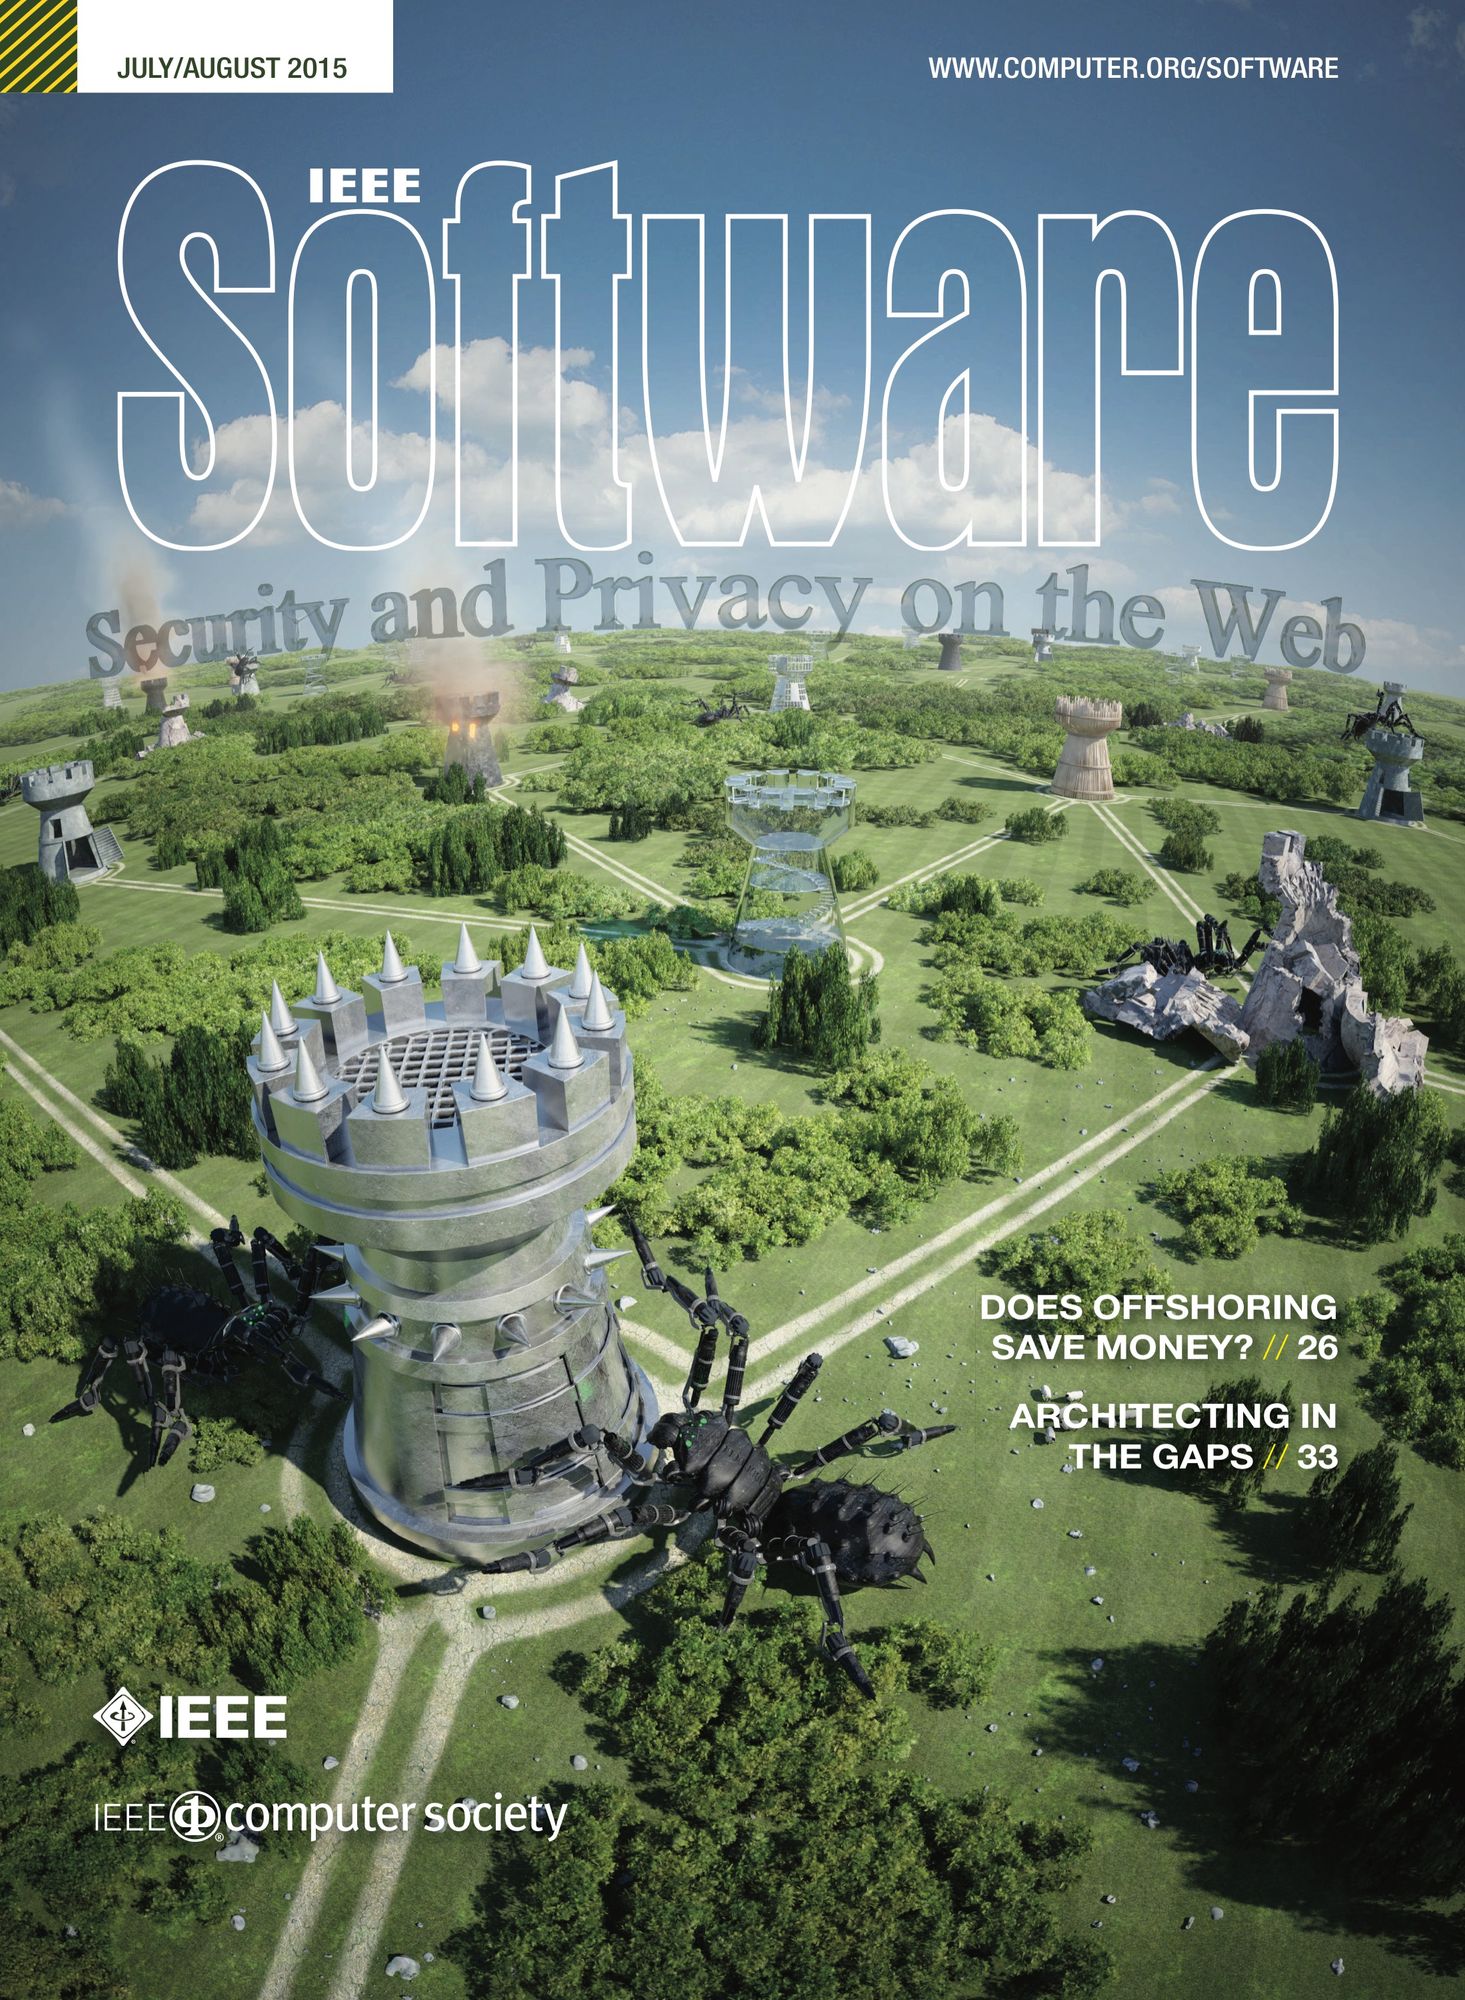 JULY/AUGUST 2015
WWW.COMPUTER.ORG/SOFTWARE
IEEE
Software
Security and Privacy on the Web
DOES OFFSHORING
SAVE MONEY? // 26
ARCHITECTING IN
THE GAPS // 33
IEEE
®
IEEE computer society
®